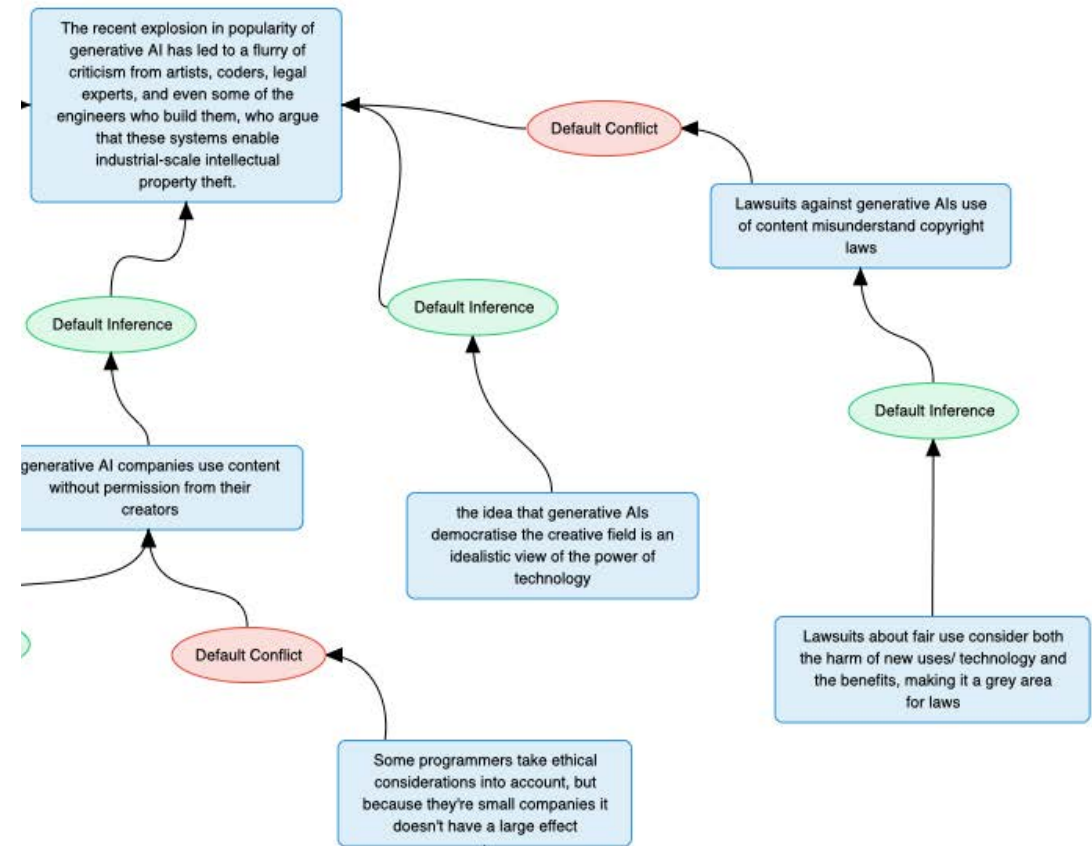 The recent explosion in popularity of
generative AI has led to a flurry of
criticism from artists, coders, legal
experts, and even some of the
engineers who build them, who argue
that these systems enable
industrial-scale intellectual
property theft.
Default Conflict
Lawsuits against generative AIs use
of content misunderstand copyright
laws
Default Inference
Default Inference
Default Inference
generative AI companies use content
without permission from their
creators
the idea that generative AIs
democratise the creative field is an
idealistic view of the power of
technology
Default Conflict
Lawsuits about fair use consider both
the harm of new uses/ technology and
the benefits, making it a grey area
for laws
Some programmers take ethical
considerations into account, but
because they're small companies it
doesn't have a large effect